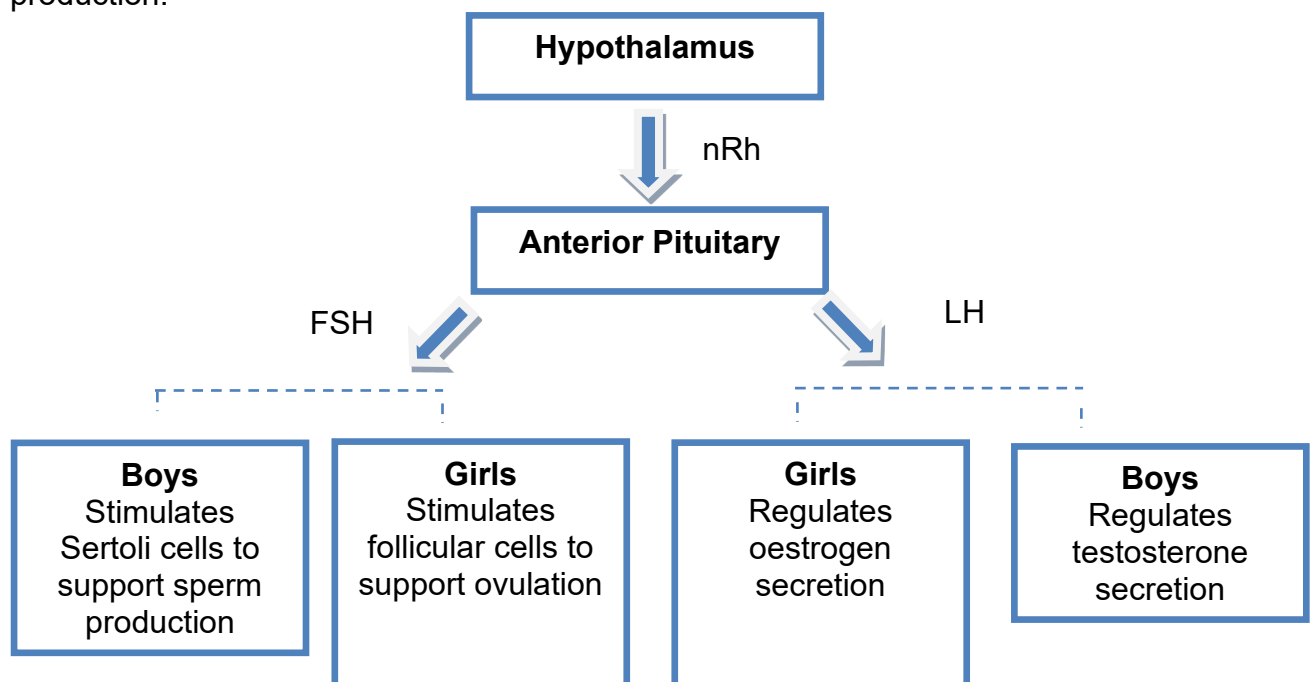 production.
Hypothalamus
nRh
Anterior Pituitary
FSH
LH
Boys
Stimulates
Sertoli cells to
support sperm
production
Girls
Stimulates
follicular cells to
support ovulation
Girls
Regulates
oestrogen
secretion
Boys
Regulates
testosterone
secretion